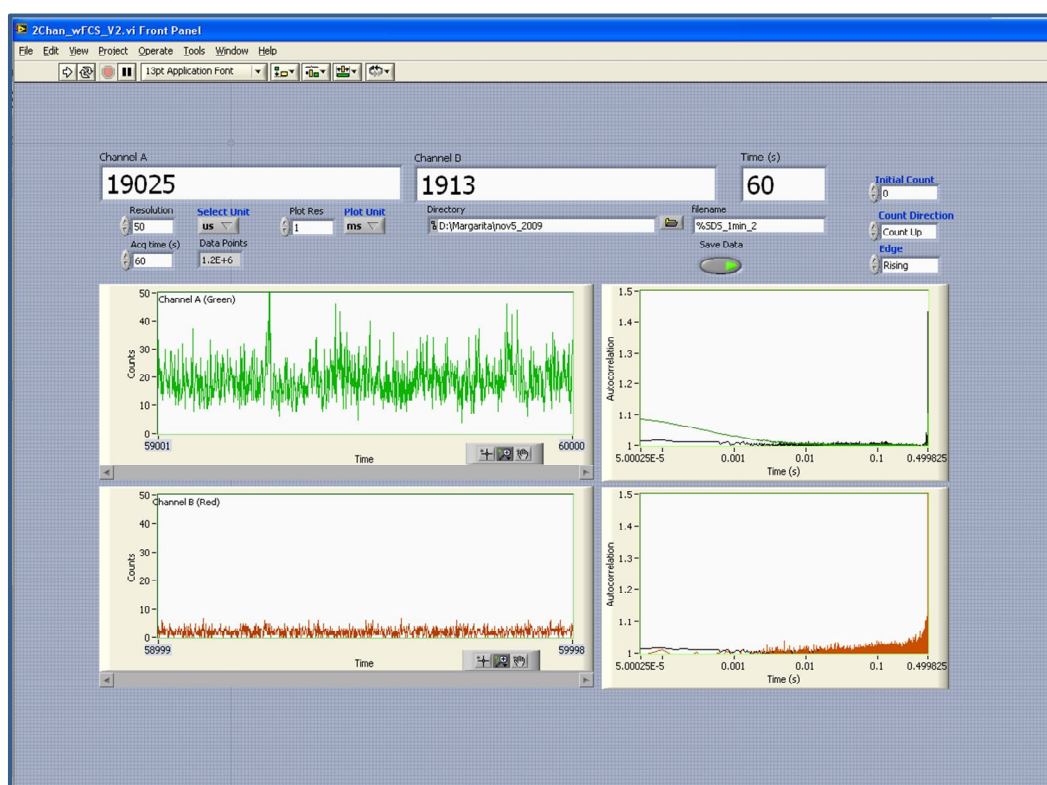 2Chan_wFCS_V2.vi Front Panel
File Edit View Project Operate Tools Window Help
13pt Application Font
Channel A Channel B Time (s)
19025 1913 60
Initial Count
0
Resolution Select Unit Plot Res Plot Unit Directory filename
50 us 1 ms D:\Margarita\nov5_2009 %SDS_1min_2
Count Direction
Count Up
Acq time (s) Data Points Save Data
60 1.2E+6
Edge
Rising
Channel A (Green)
Counts
50
40
30
20
10
0
59001 60000
Time
Autocorrelation
1.5
1.4
1.3
1.2
1.1
1
5.00025E-5 0.001 0.01 0.1 0.499825
Time (s)
Channel B (Red)
Counts
50
40
30
20
10
0
58999 59998
Time
Autocorrelation
1.5
1.4
1.3
1.2
1.1
1
5.00025E-5 0.001 0.01 0.1 0.499825
Time (s)